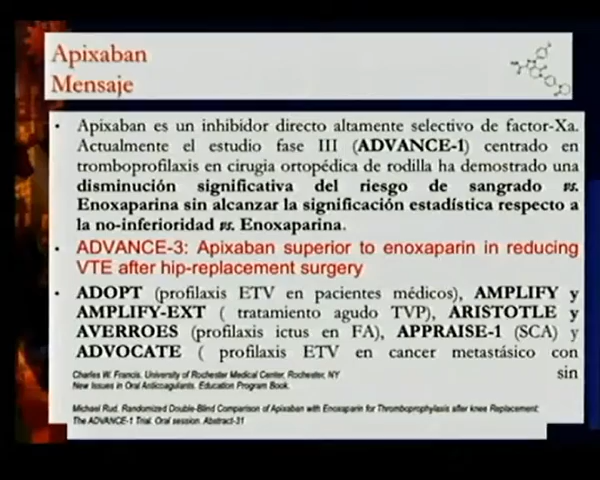 Apixaban
Mensaje
• Apixaban es un inhibidor directo altamente selectivo de factor-Xa.
Actualmente el estudio fase III (ADVANCE-1) centrado en
tromboprofilaxis en cirugia ortopédica de rodilla ha demostrado una
disminución significativa del riesgo de sangrado vs.
Enoxaparina sin alcanzar la significación estadística respecto a
la no-inferioridad vs. Enoxaparina.
• ADVANCE-3: Apixaban superior to enoxaparin in reducing
VTE after hip-replacement surgery
• ADOPT (profilaxis ETV en pacientes médicos), AMPLIFY y
AMPLIFY-EXT ( tratamiento agudo TVP), ARISTOTLE y
AVERROES (profilaxis ictus en FA), APPRAISE-1 (SCA) y
ADVOCATE ( profilaxis ETV en cancer metastásico con
sin
Charles W. Francis. University of Rochester Medical Center, Rochester, NY
New Issues in Oral Anticoagulants. Education Program Book.
Michael Rud. Randomized Double-Blind Comparison of Apixaban with Enoxaparin for Thromboprophylaxis after knee Replacement:
The ADVANCE-1 Trial. Oral session. Abstract-31